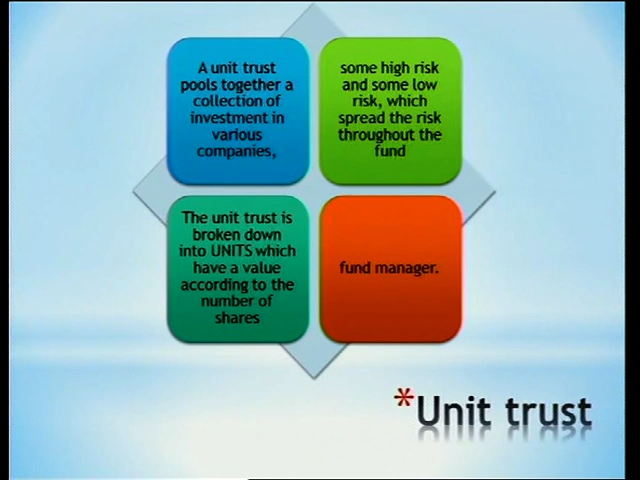 A unit trust
pools together a
collection of
investment in
various
companies,
some high risk
and some low
risk, which
spread the risk
throughout the
fund
The unit trust is
broken down
into UNITS which
have a value
according to the
number of
shares
fund manager.
*Unit trust